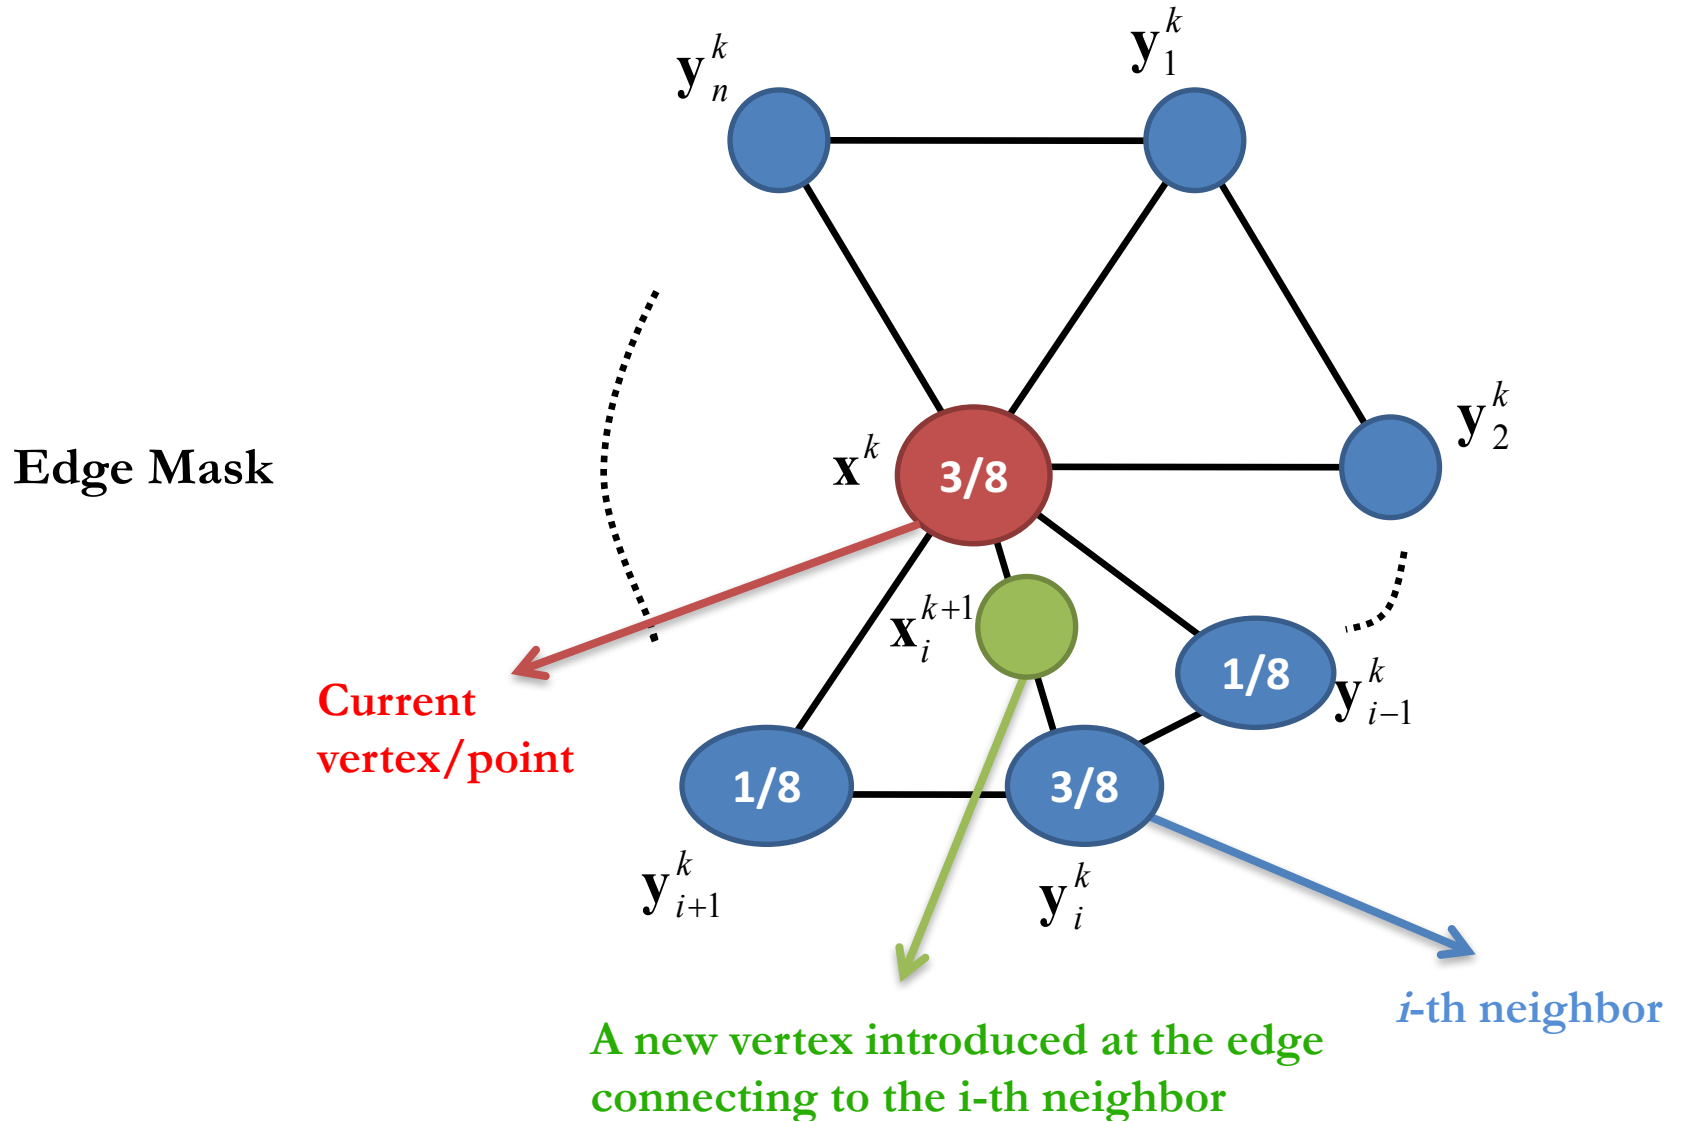 y_n^k
y_1^k
y_2^k
x^k
3/8
Edge Mask
x_i^{k+1}
1/8
y_{i-1}^k
Current
vertex/point
1/8
3/8
y_{i+1}^k
y_i^k
i-th neighbor
A new vertex introduced at the edge
connecting to the i-th neighbor